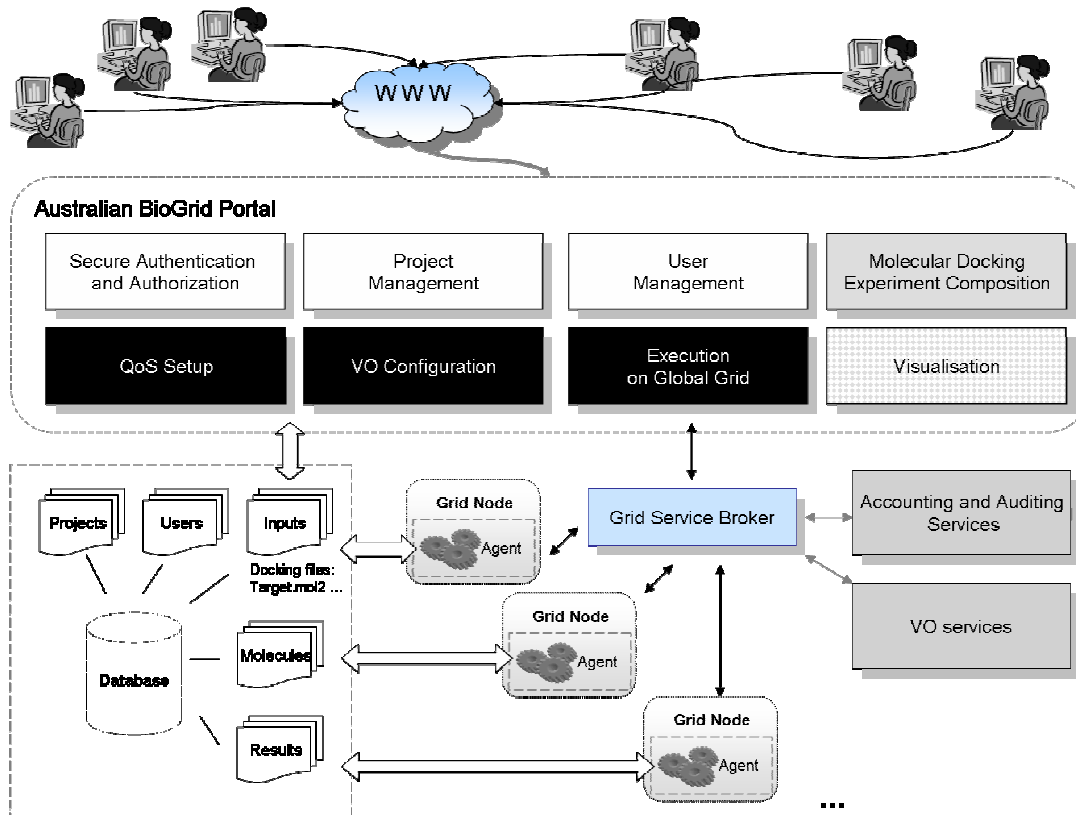 W W W
Australian BioGrid Portal
Secure Authentication
and Authorization
Project
Management
User
Management
Molecular Docking
Experiment Composition
QoS Setup
VO Configuration
Execution
on Global Grid
Visualisation
Projects
Users
Inputs
Docking files:
Target.mol2 ...
Database
Molecules
Results
Grid Node
Agent
Grid Node
Agent
Grid Node
Agent
Grid Service Broker
Accounting and Auditing
Services
VO services
...